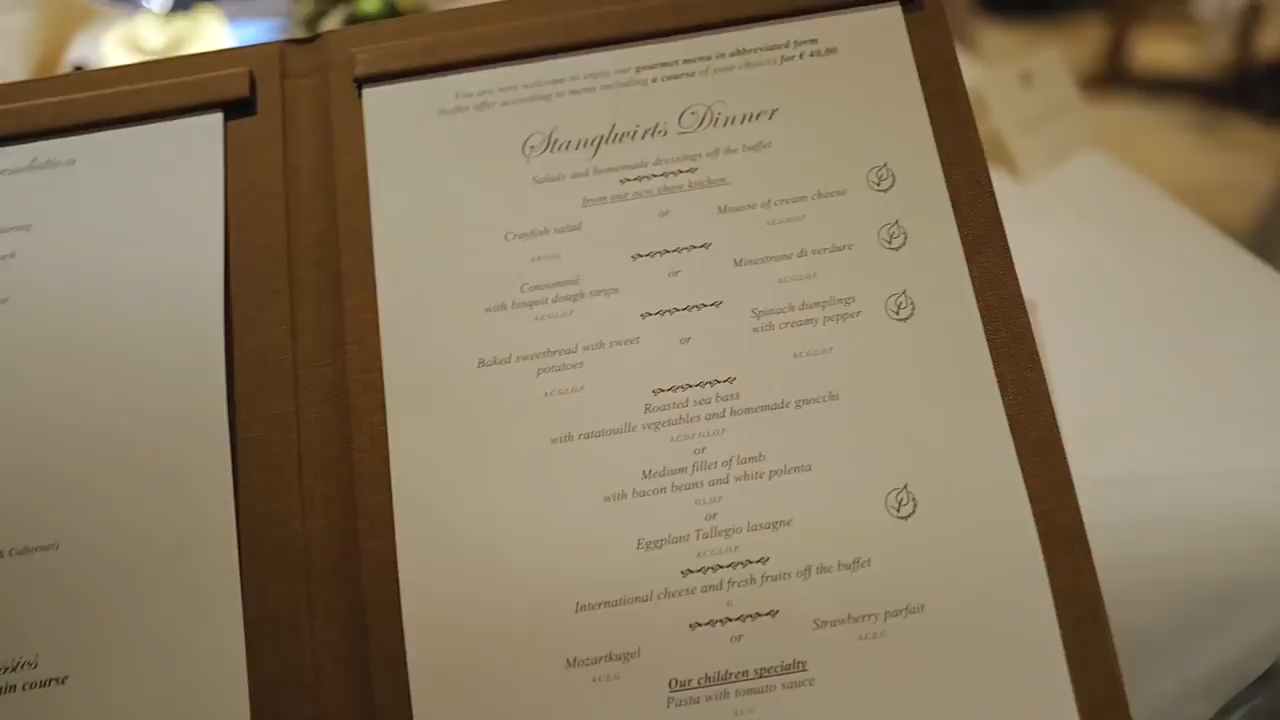 You are very welcome to enjoy our gourmet menu in abbreviated form
Buffet offer according to menu including a course of your choice) for € 40,00
Stanglwirts Dinner
Salads and homemade dressings off the buffet
from our new show kitchen.
Crayfish salad
or
Mousse of cream cheese
Consommé
with bisquit dough strips
A.C.G.L.O.P
or
Minestrone di verdure
A.C.G.L.O.P
Baked sweetbread with sweet
potatoes
A.C.G.L.O.P
or
Spinach dumplings
with creamy pepper
A.C.G.L.O.P
Roasted sea bass
with ratatouille vegetables and homemade gnocchi
A.C.D.F.G.L.O.P
or
Medium fillet of lamb
with bacon beans and white polenta
G.L.O.P
or
Eggplant Tallegio lasagne
A.C.G.L.O.P
International cheese and fresh fruits off the buffet
G
Mozartkugel
A.C.E.G
or
Strawberry parfait
Our children specialty
Pasta with tomato sauce
ssics
ain course